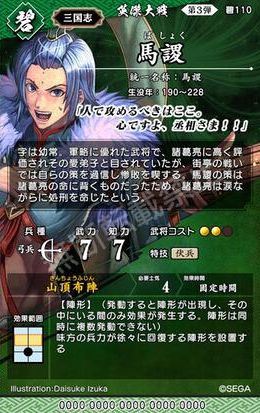 碧
三国志
英傑大戦
第3弾
碧110
ばしょく
馬謖
統一名称：馬謖
生没年：190～228
「人で攻めるべきはここ。
心ですよ、丞相さま！！」
字は幼常。軍略に優れた武将で、諸葛亮に高く評
価されその愛弟子と目されていたが、街亭の戦い
では自らの策を過信し惨敗を喫する。馬謖の策は
諸葛亮の命に背くものだったため、諸葛亮は涙な
がらに処刑を命じたという。
兵種
弓兵
武力
7
知力
7
武将コスト
特技
伏兵
さんちょうふじん
山頂布陣
必要士気
4
効果時間
固定時間
効果範囲
【陣形】（発動すると陣形が出現し、その
中にいる間のみ効果が発生する。陣形は同
時に複数発動できない）
味方の兵力が徐々に回復する陣形を設置す
る
Illustration:Daisuke Izuka
©SEGA
0000-0000-0000-0000-0000